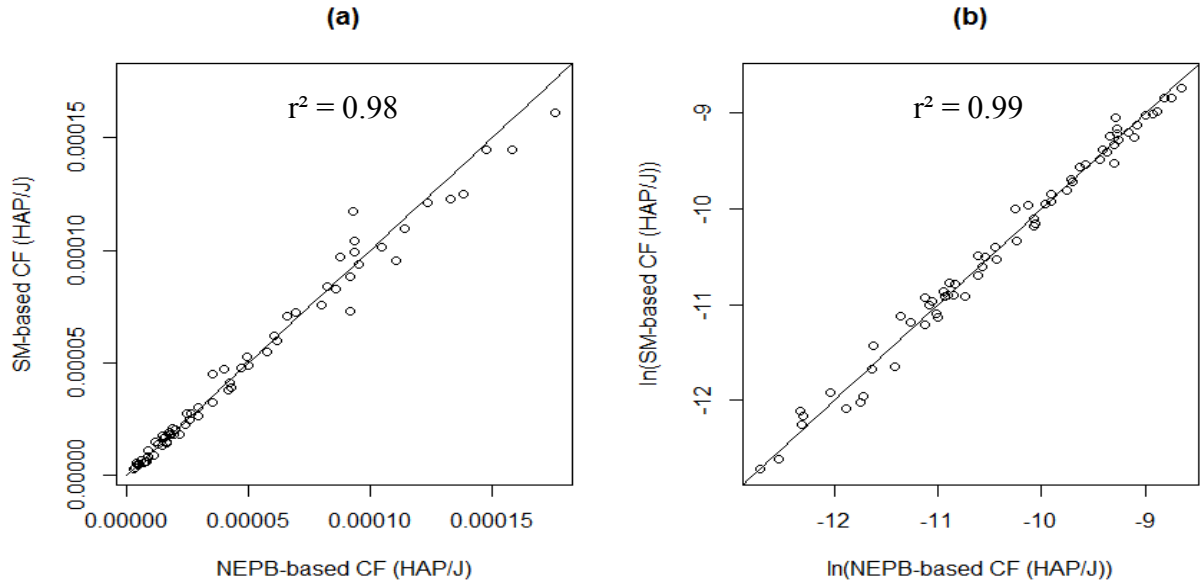 (a)
r² = 0.98
SM-based CF (HAP/J)
0.00015
0.00010
0.00005
0.00000
0.00000 0.00005 0.00010 0.00015
NEPB-based CF (HAP/J)
(b)
r² = 0.99
ln(SM-based CF (HAP/J))
-9
-10
-11
-12
-12 -11 -10 -9
ln(NEPB-based CF (HAP/J))